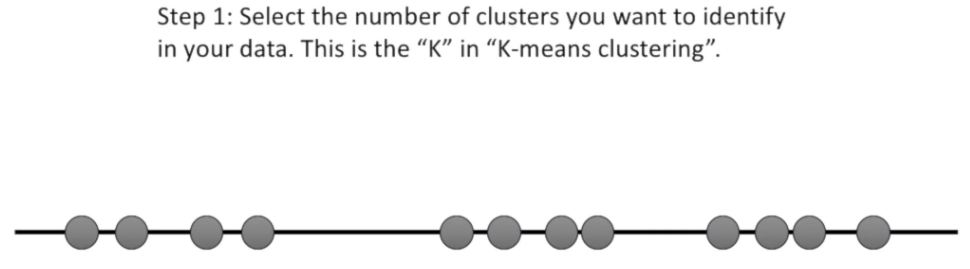 Step 1: Select the number of clusters you want to identify
in your data. This is the “K” in “K-means clustering”.